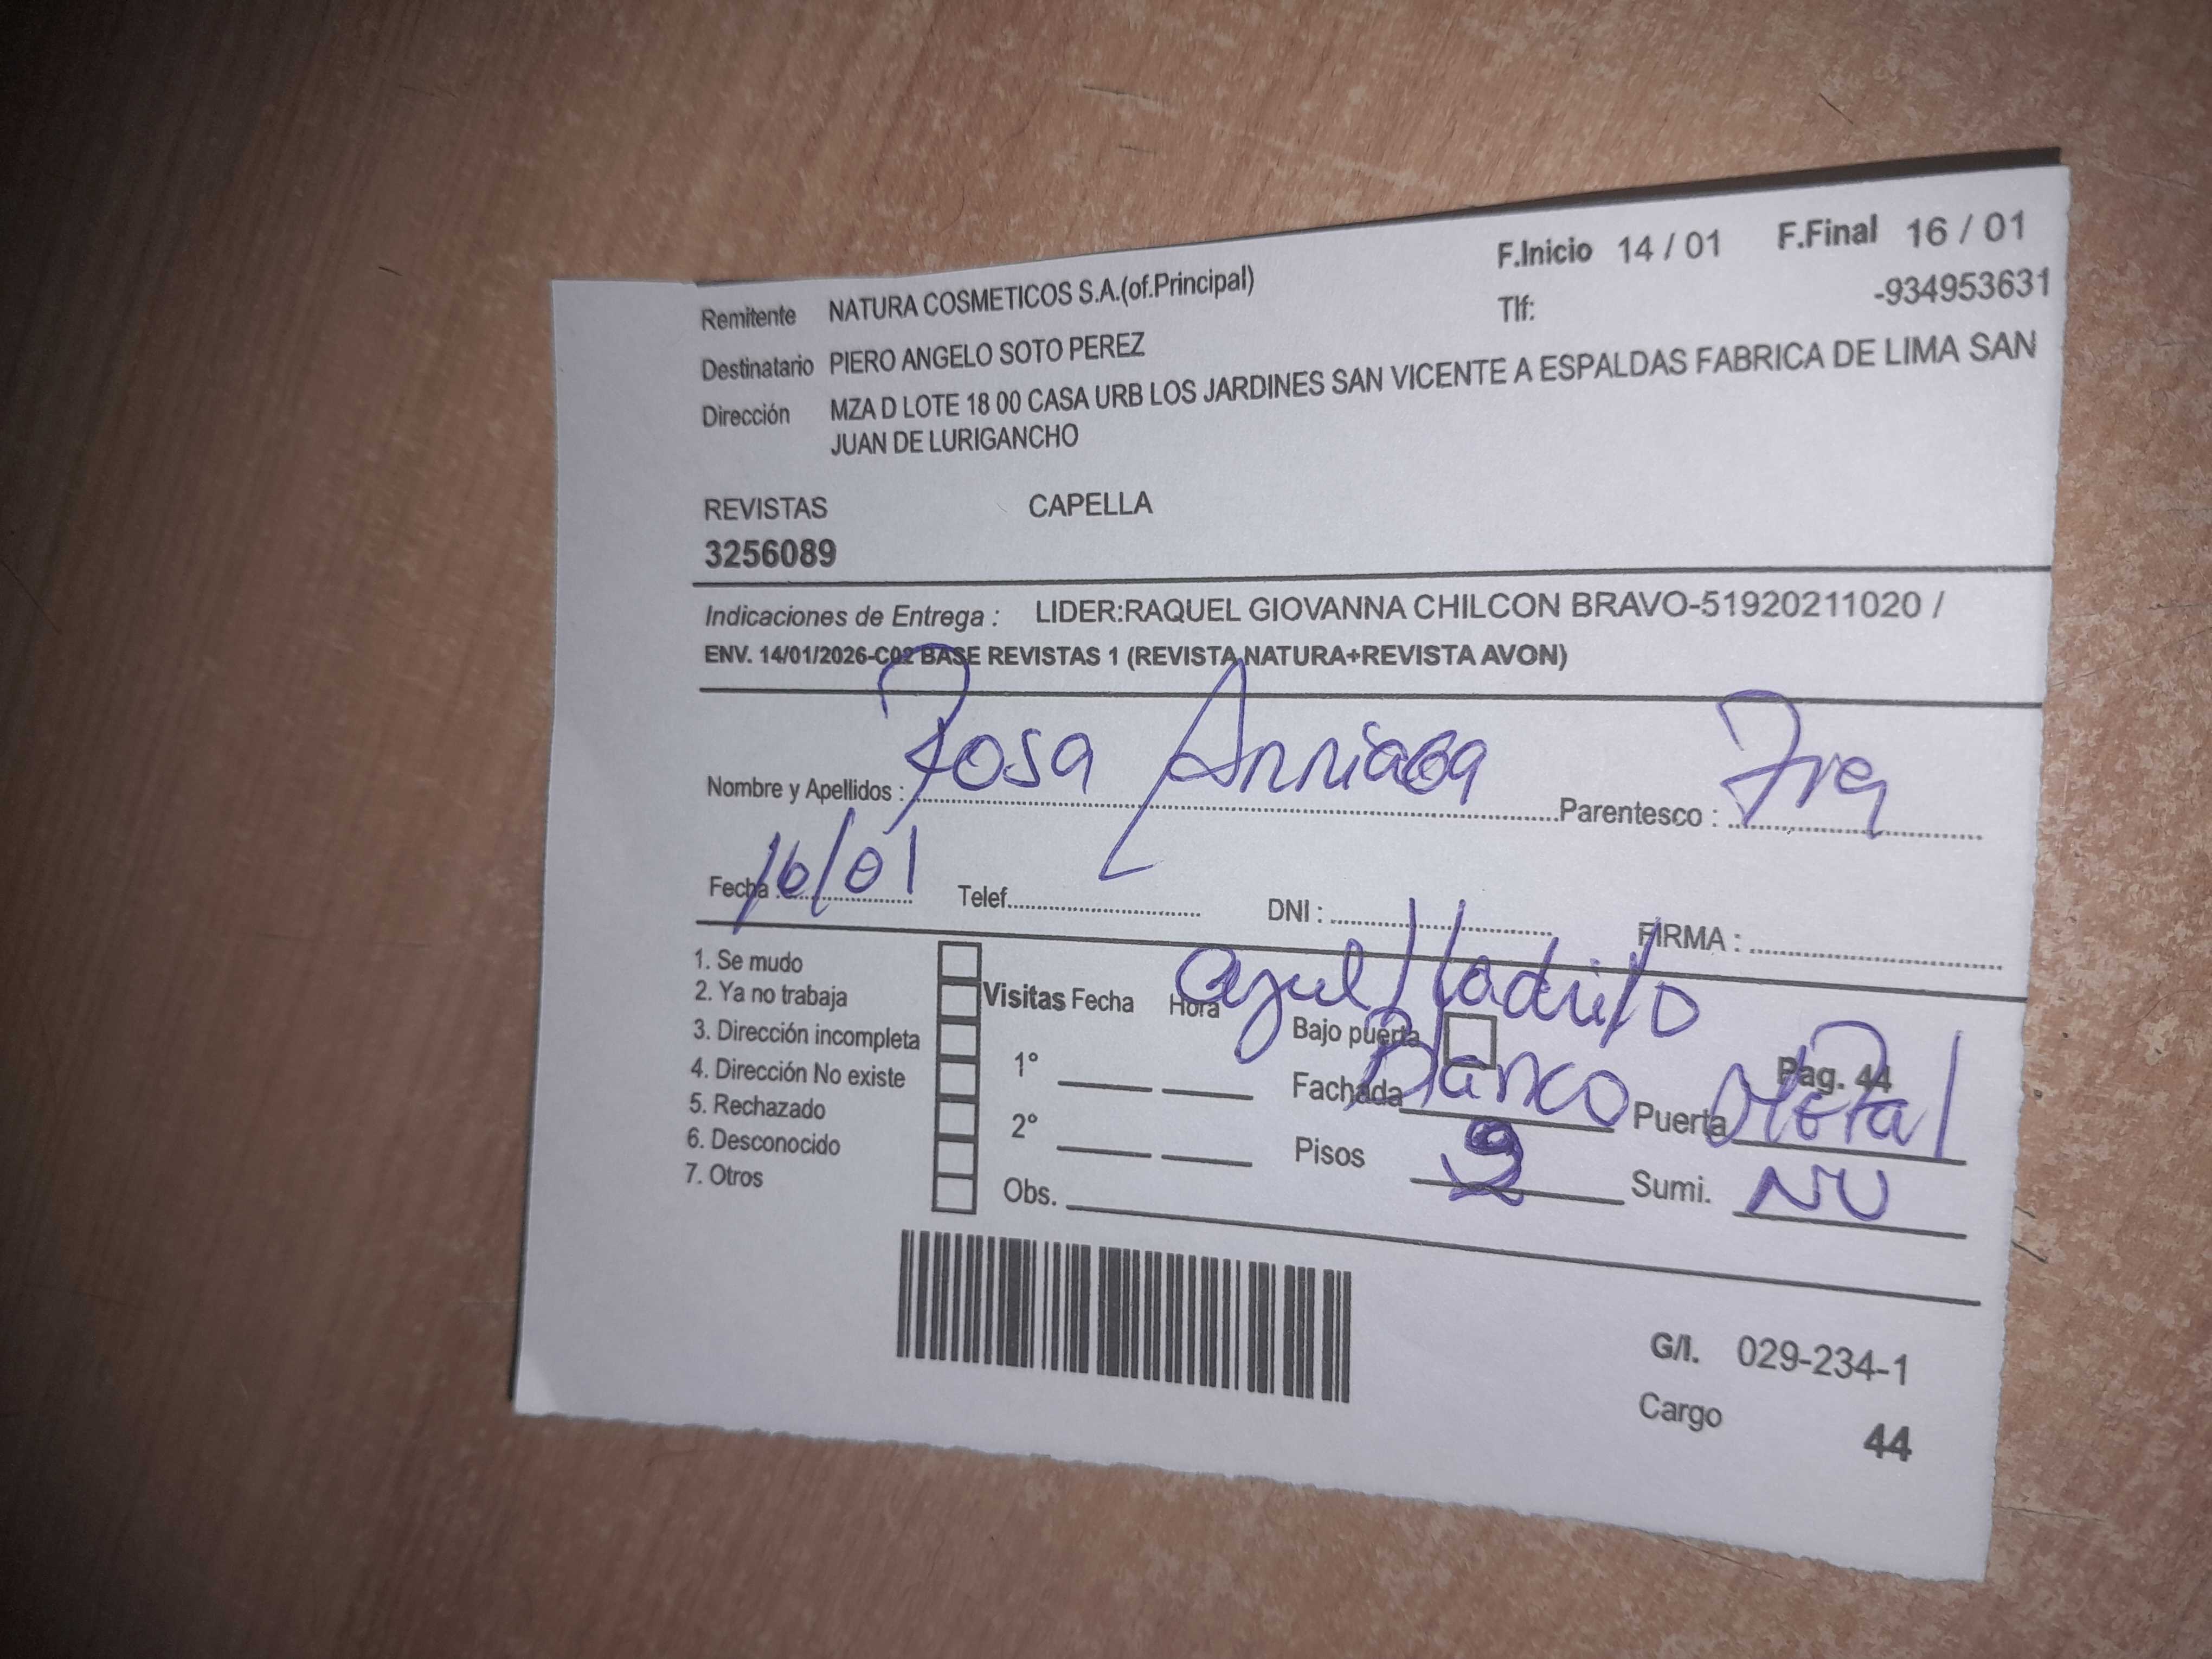 F.Inicio 14 / 01 F.Final 16 / 01
Remitente NATURA COSMETICOS S.A.(of.Principal) Tlf: -934953631
Destinatario PIERO ANGELO SOTO PEREZ
Dirección MZA D LOTE 18 00 CASA URB LOS JARDINES SAN VICENTE A ESPALDAS FABRICA DE LIMA SAN
JUAN DE LURIGANCHO
REVISTAS CAPELLA
3256089
Indicaciones de Entrega : LIDER:RAQUEL GIOVANNA CHILCON BRAVO-51920211020 /
ENV. 14/01/2026-C02 BASE REVISTAS 1 (REVISTA NATURA+REVISTA AVON)
Nombre y Apellidos : Rosa Parentesco :
Fecha : 16/01 Telef. DNI : FIRMA :
1. Se mudo
2. Ya no trabaja
3. Dirección incompleta
4. Dirección No existe
5. Rechazado
6. Desconocido
7. Otros
Visitas Fecha Hora azul/ladrillo
Bajo puerta
1° Fachada Blanco Puerta Metal
Pag. 44
2° Pisos 2 Sumi. NU
Obs.
G/I. 029-234-1
Cargo 44